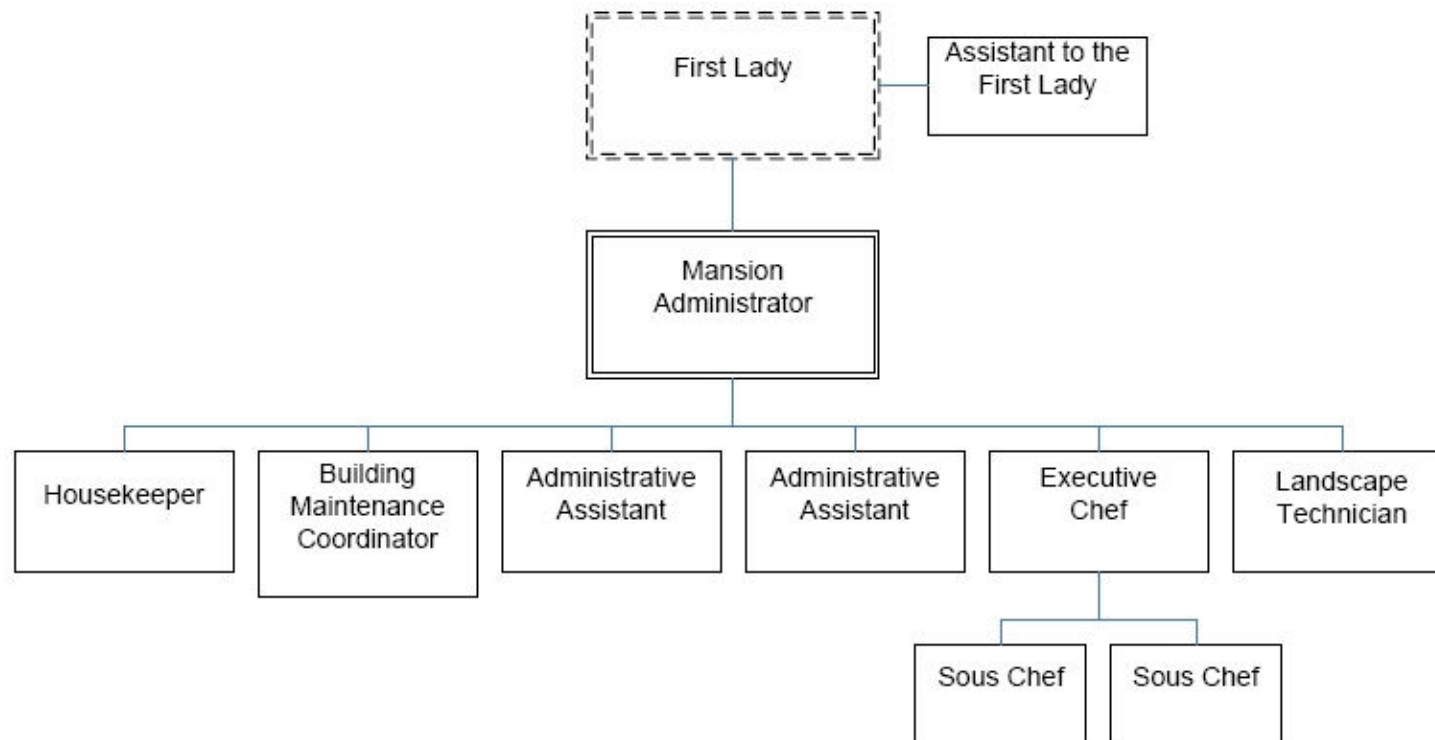 First Lady
Assistant to the
First Lady
Mansion
Administrator
Housekeeper
Building
Maintenance
Coordinator
Administrative
Assistant
Administrative
Assistant
Executive
Chef
Landscape
Technician
Sous Chef
Sous Chef